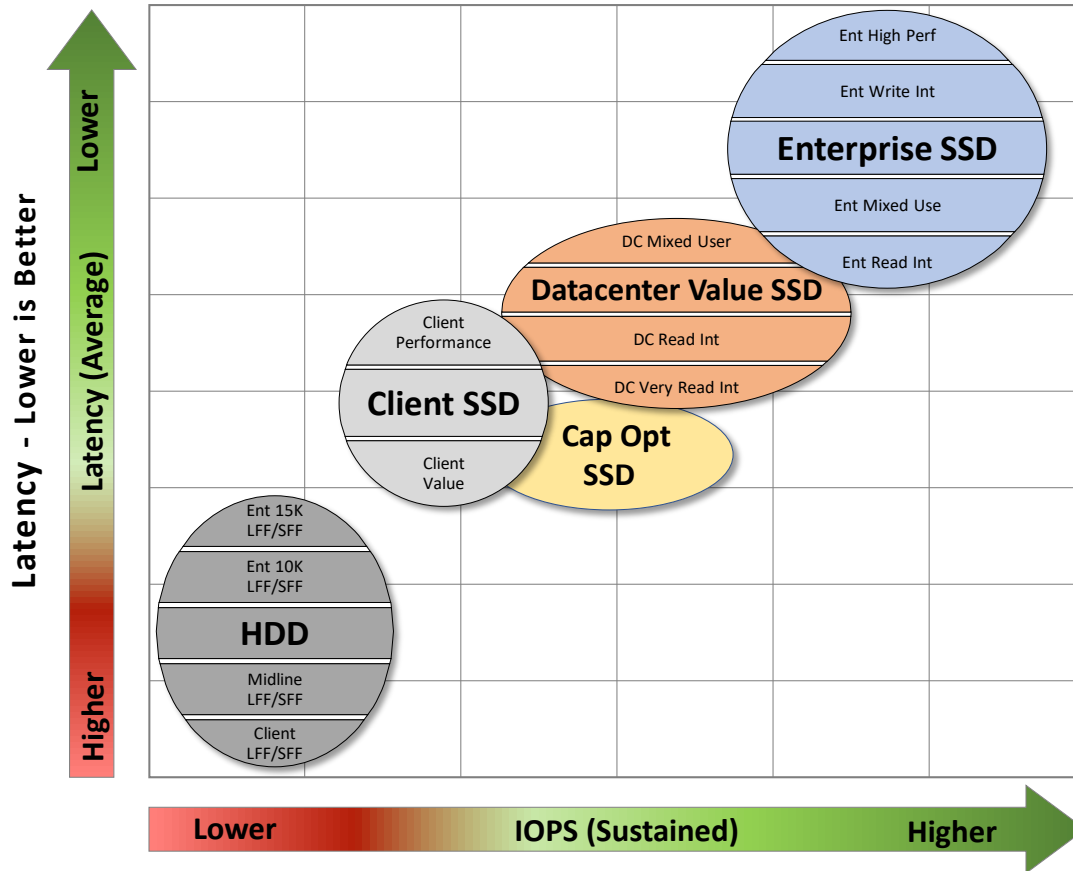 Latency - Lower is Better
Lower
Latency (Average)
Higher
Ent High Perf
Ent Write Int
Enterprise SSD
Ent Mixed Use
Ent Read Int
DC Mixed User
Datacenter Value SSD
DC Read Int
DC Very Read Int
Client
Performance
Client SSD
Client
Value
Cap Opt
SSD
Ent 15K
LFF/SFF
Ent 10K
LFF/SFF
HDD
Midline
LFF/SFF
Client
LFF/SFF
Lower
IOPS (Sustained)
Higher